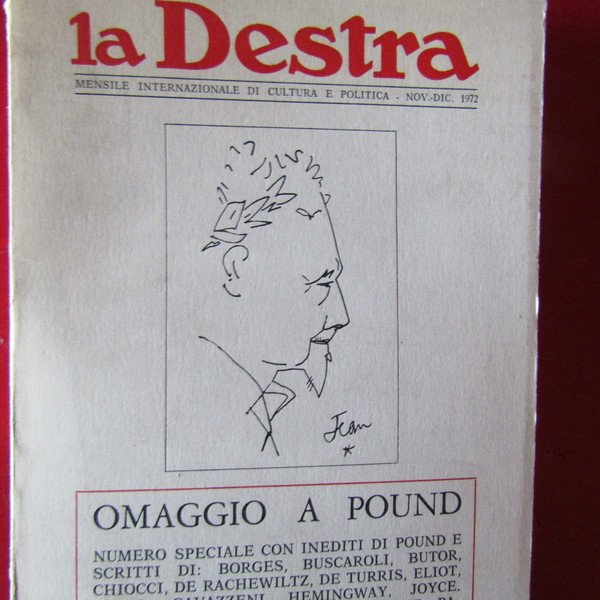 la Destra
MENSILE INTERNAZIONALE DI CULTURA E POLITICA - NOV.-DIC. 1972
Jean
*
OMAGGIO A POUND
NUMERO SPECIALE CON INEDITI DI POUND E
SCRITTI DI: BORGES, BUSCAROLI, BUTOR,
CHIOCCI, DE RACHEWILTZ, DE TURRIS, ELIOT,
GAVAZZENI, HEMINGWAY, JOYCE.